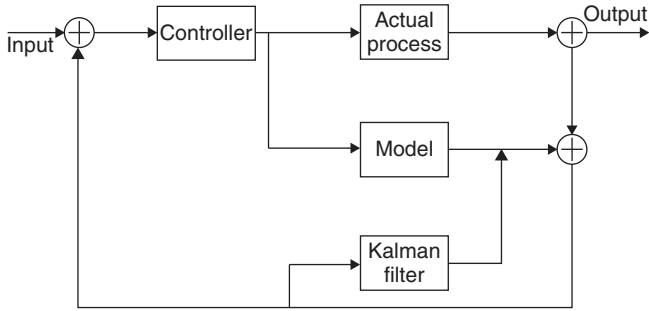 Input
Controller
Actual
process
Output
Model
Kalman
filter